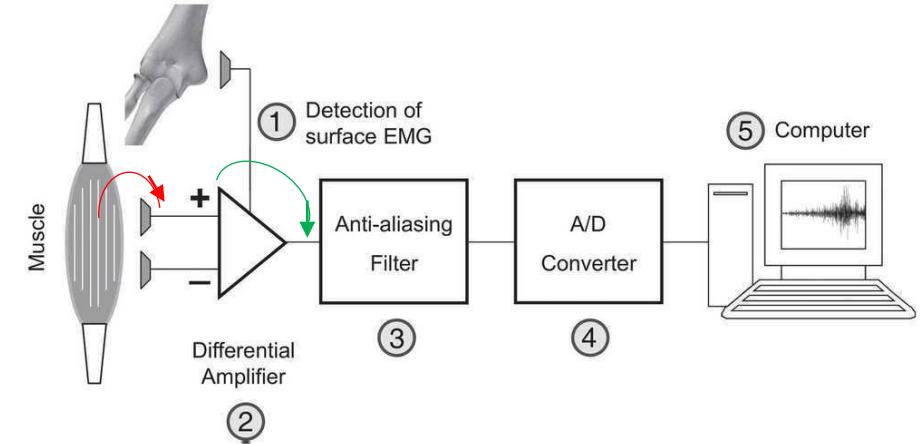 1
Detection of
surface EMG
5
Computer
Muscle
+
−
Anti-aliasing
Filter
A/D
Converter
3
4
Differential
Amplifier
2